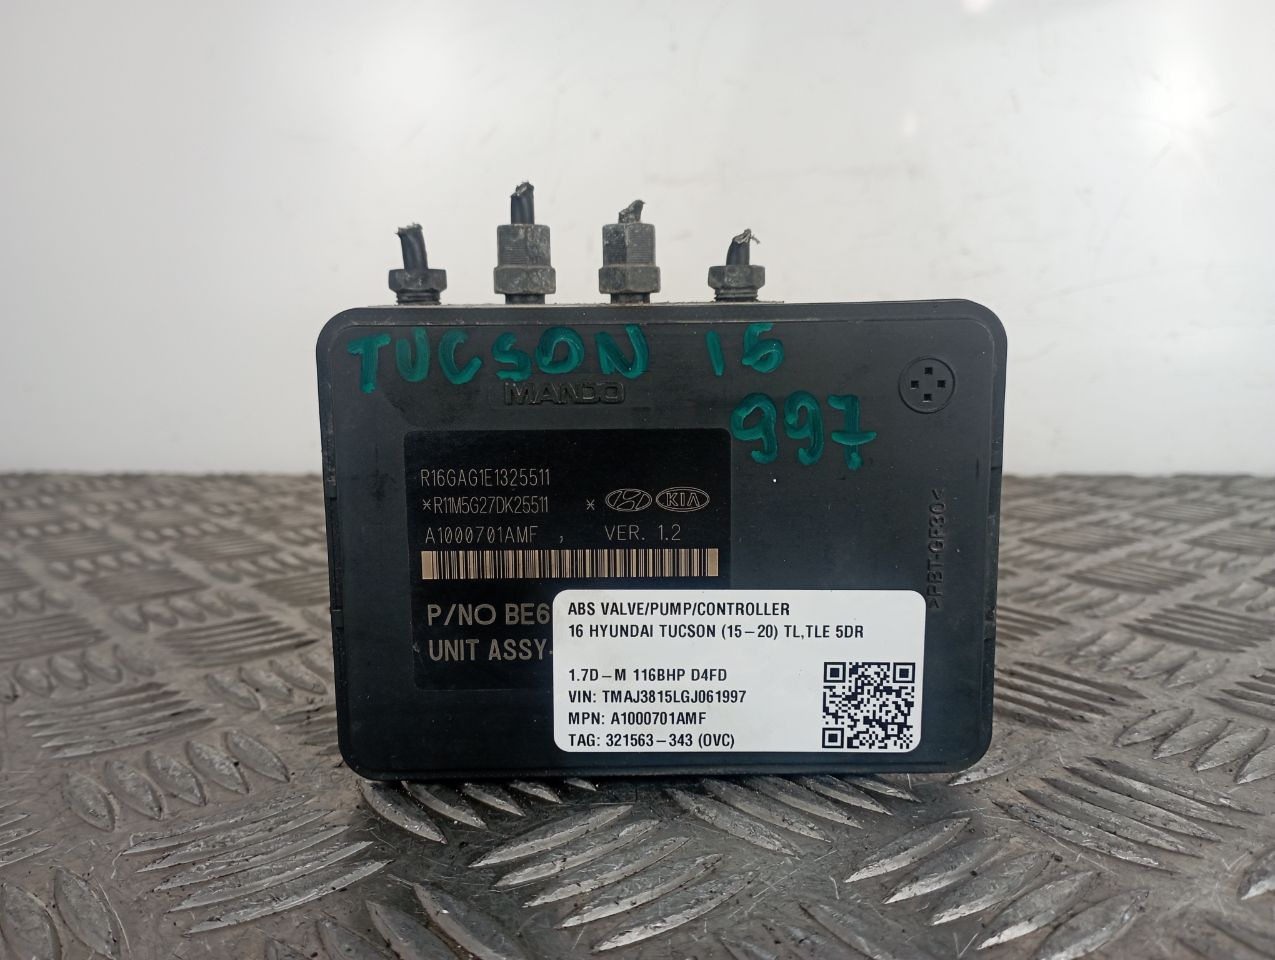 TUCSON 15
MANDO
997
R16GAG1E1325511
*R11M5G27DK25511 *
KIA
A1000701AMF , VER. 1.2
P/NO BE6
UNIT ASSY-
>PBT-GF30<
ABS VALVE/PUMP/CONTROLLER
16 HYUNDAI TUCSON (15-20) TL,TLE 5DR
1.7D-M 116BHP D4FD
VIN: TMAJ3815LGJ061997
MPN: A1000701AMF
TAG: 321563-343 (OVC)